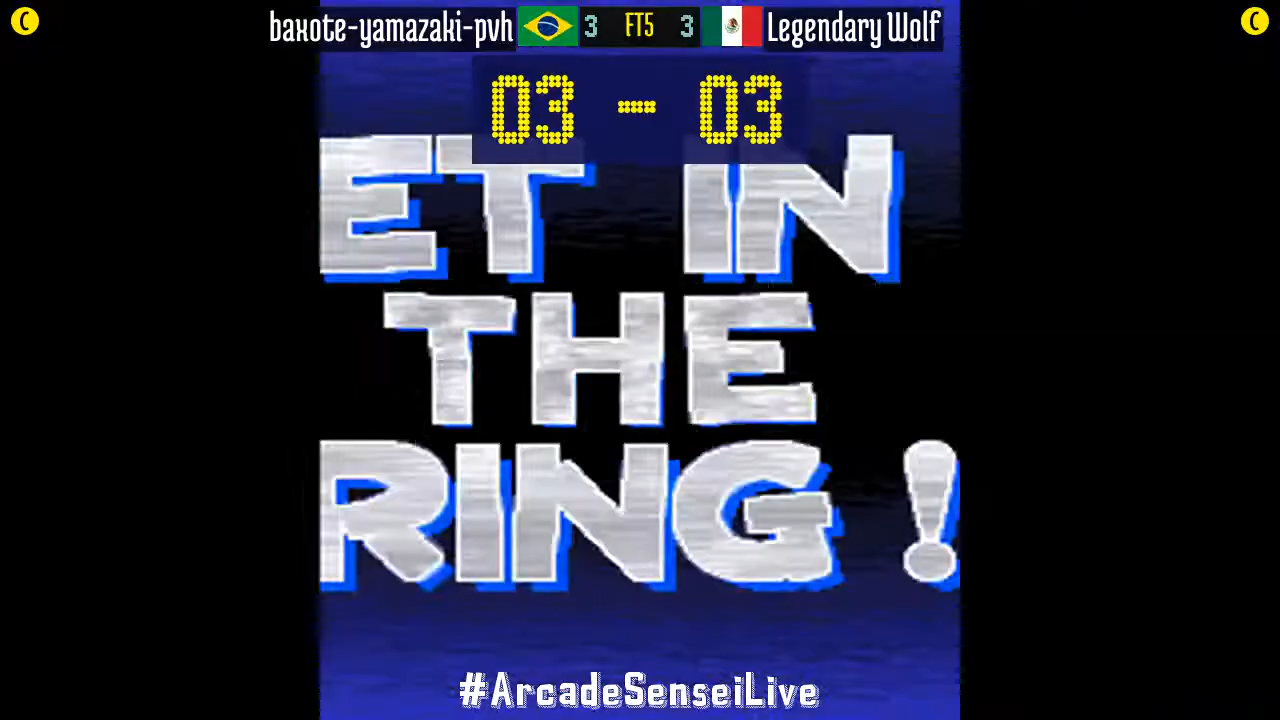 C baxote-yamazaki-pvh 3 FT5 3 Legendary Wolf C
03 - 03
ET IN
THE
RING !
#ArcadeSenseiLive